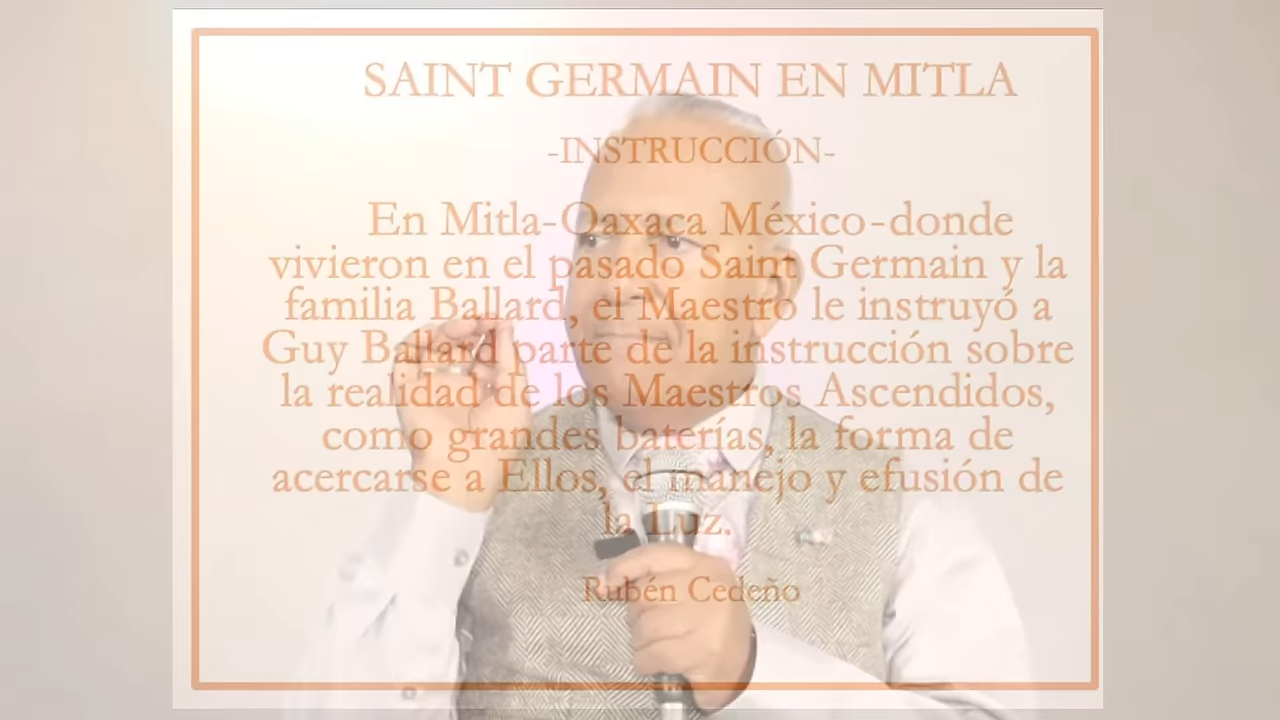 SAINT GERMAIN EN MITLA
-INSTRUCCIÓN-
En Mitla-Oaxaca México-donde
vivieron en el pasado Saint Germain y la
familia Ballard, el Maestro le instruyó a
Guy Ballard parte de la instrucción sobre
la realidad de los Maestros Ascendidos,
como grandes baterías, la forma de
acercarse a Ellos, el manejo y efusión de
la Luz.
Rubén Cedeño